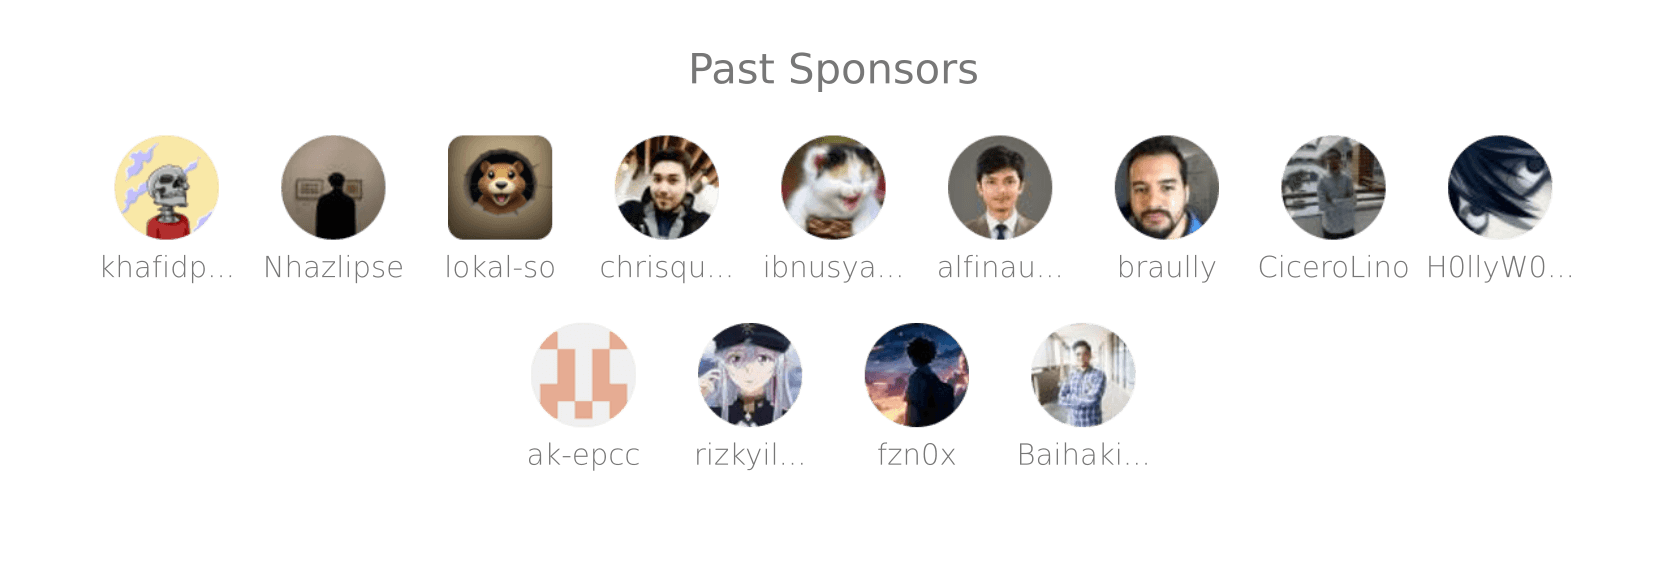 Past Sponsors
khafidp... Nhazlipse lokal-so chrisqu... ibnusya... alfinau... braully CiceroLino H0llyW0...
ak-epcc rizkyil... fzn0x Baihaki...